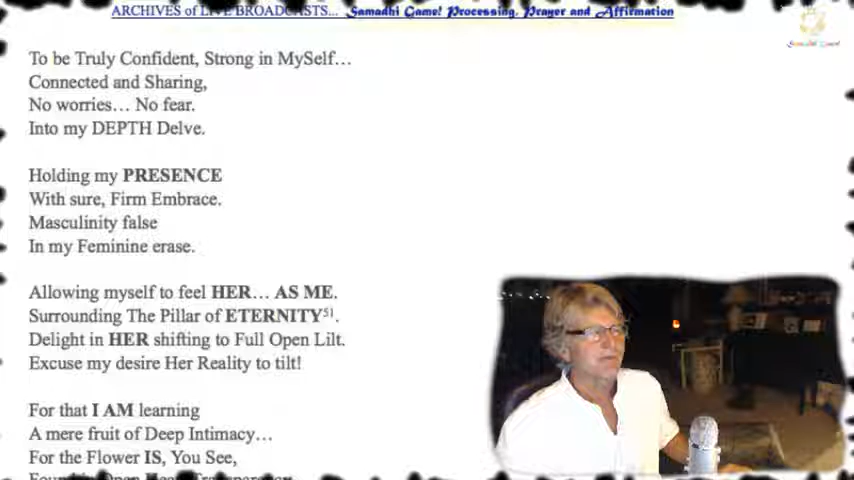 ARCHIVES of LIVE BROADCASTS... Samadhi Game! Processing, Prayer and Affirmation
Samadhi Game!
To be Truly Confident, Strong in MySelf…
Connected and Sharing,
No worries… No fear.
Into my DEPTH Delve.
Holding my PRESENCE
With sure, Firm Embrace.
Masculinity false
In my Feminine erase.
Allowing myself to feel HER… AS ME.
Surrounding The Pillar of ETERNITY51.
Delight in HER shifting to Full Open Lilt.
Excuse my desire Her Reality to tilt!
For that I AM learning
A mere fruit of Deep Intimacy…
For the Flower IS, You See,